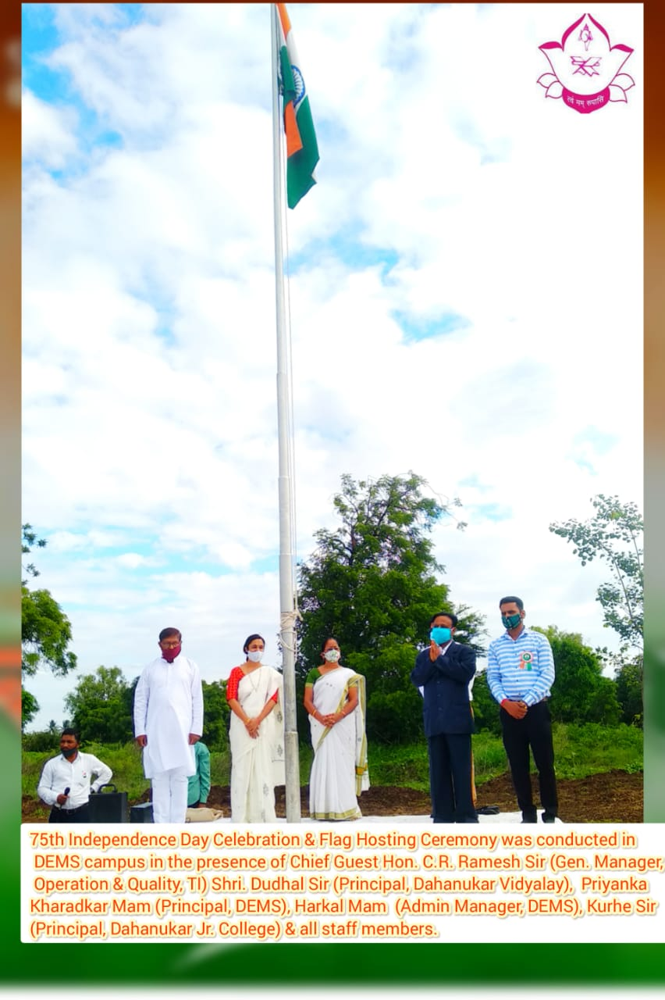 त्वं मम् रुपासि
75th Independence Day Celebration & Flag Hosting Ceremony was conducted in
DEMS campus in the presence of Chief Guest Hon. C.R. Ramesh Sir (Gen. Manager,
Operation & Quality, TI) Shri. Dudhal Sir (Principal, Dahanukar Vidyalay), Priyanka
Kharadkar Mam (Principal, DEMS), Harkal Mam (Admin Manager, DEMS), Kurhe Sir
(Principal, Dahanukar Jr. College) & all staff members.